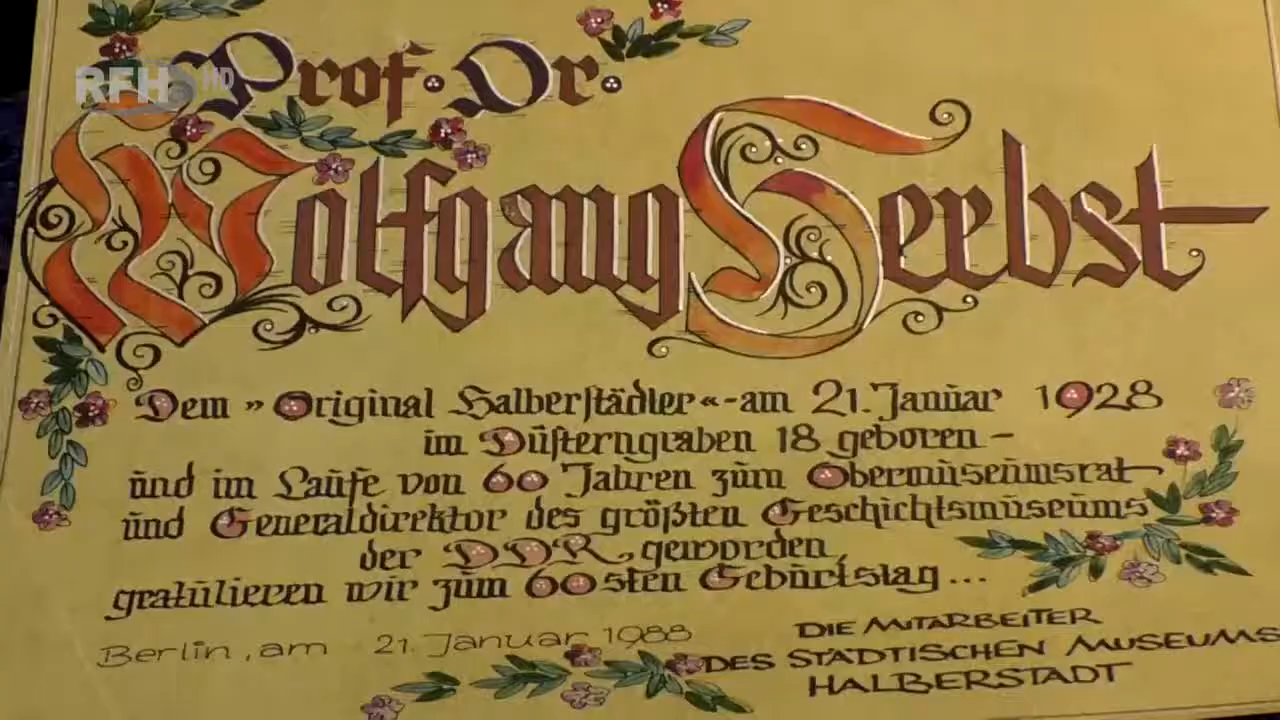 RFH HD
Prof. Dr.
Wolfgang Herbst
Dem » Original Halberstädter« - am 21. Januar 1928
im Düsterngraben 18 geboren –
und im Laufe von 60 Jahren zum Obermuseumsrat
und Generaldirektor des größten Geschichtsmuseums
der DDR geworden,
gratulieren wir zum 60sten Geburtstag ...
Berlin, am 21. Januar 1988
DIE MITARBEITER
DES STÄDTISCHEN MUSEUMS
HALBERSTADT